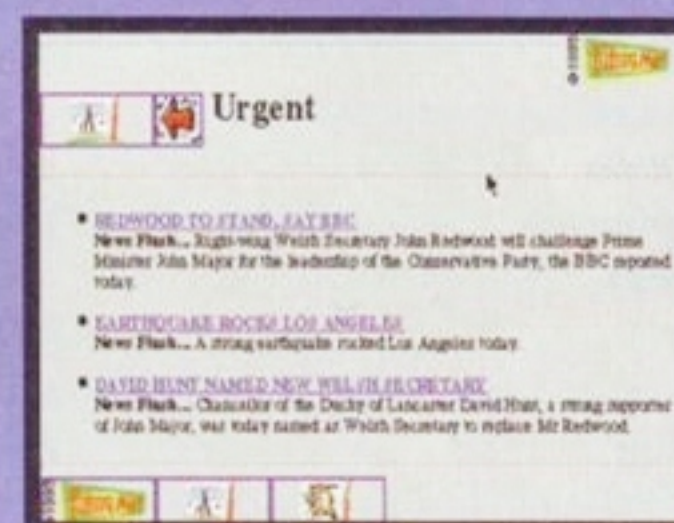 Urgent
REDWOOD TO STAND, SAY BBC
News Flash... Right-wing Welsh Secretary John Redwood will challenge Prime
Minister John Major for the leadership of the Conservative Party, the BBC reported
today.
EARTHQUAKE ROCKS LOS ANGELES
News Flash... A strong earthquake rocked Los Angeles today.
DAVID HUNT NAMED NEW WELSH SECRETARY
News Flash... Chancellor of the Duchy of Lancaster David Hunt, a strong supporter
of John Major, was today named as Welsh Secretary to replace Mr Redwood.